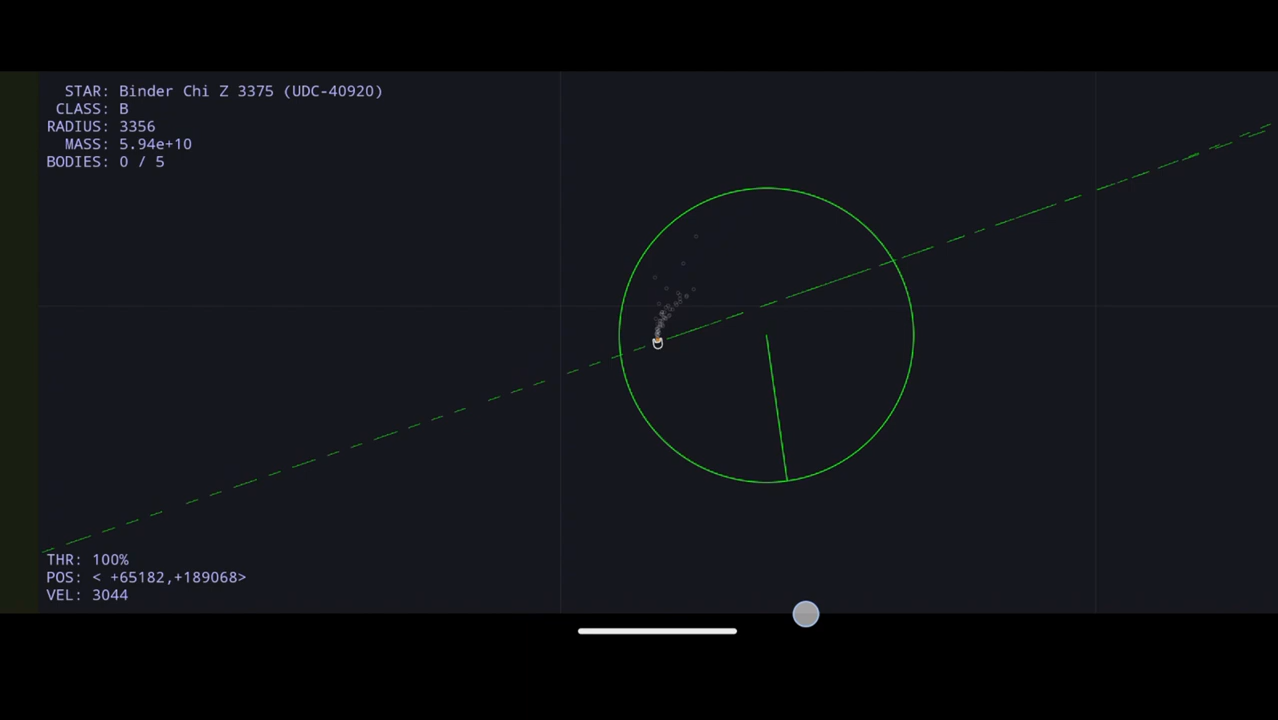 STAR: Binder Chi Z 3375 (UDC-40920)
CLASS: B
RADIUS: 3356
MASS: 5.94e+10
BODIES: 0 / 5
THR: 100%
POS: < +65182,+189068>
VEL: 3044